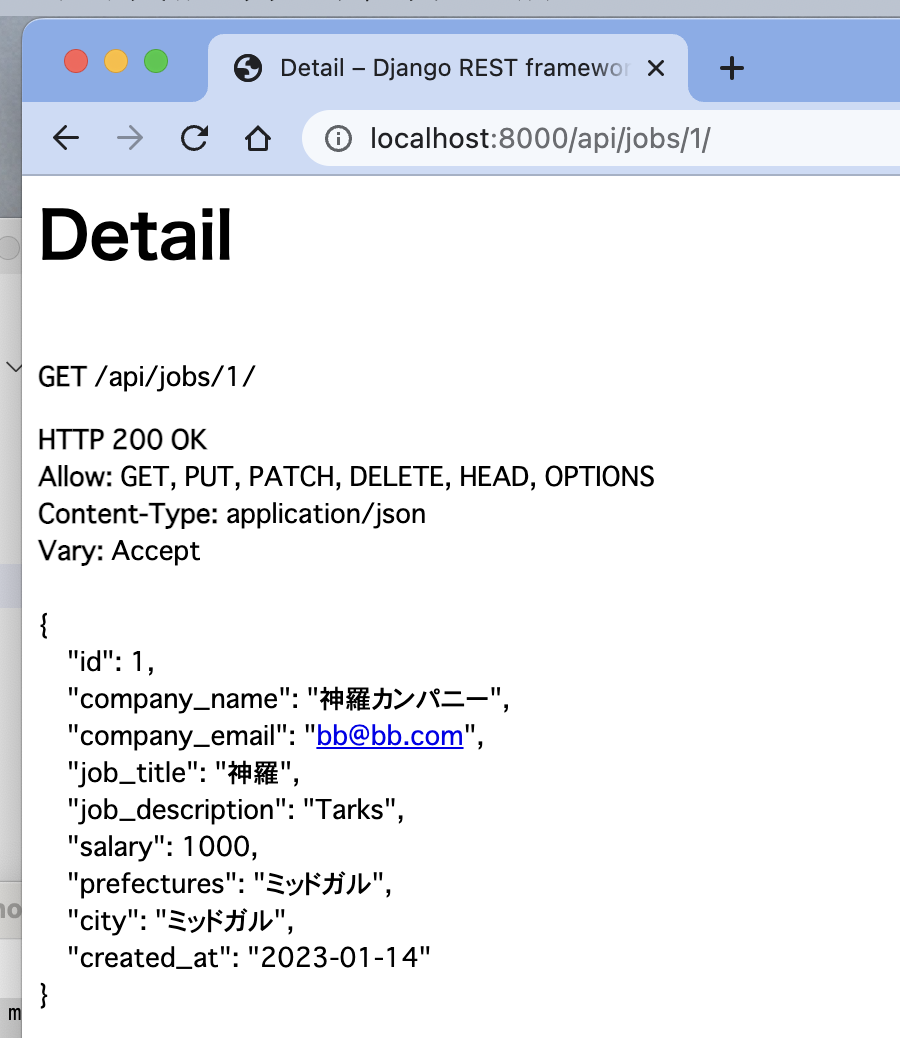 Detail – Django REST framewor
localhost:8000/api/jobs/1/
Detail
GET /api/jobs/1/
HTTP 200 OK
Allow: GET, PUT, PATCH, DELETE, HEAD, OPTIONS
Content-Type: application/json
Vary: Accept
{
"id": 1,
"company_name": "神羅カンパニー",
"company_email": "bb@bb.com",
"job_title": "神羅",
"job_description": "Tarks",
"salary": 1000,
"prefectures": "ミッドガル",
"city": "ミッドガル",
"created_at": "2023-01-14"
}